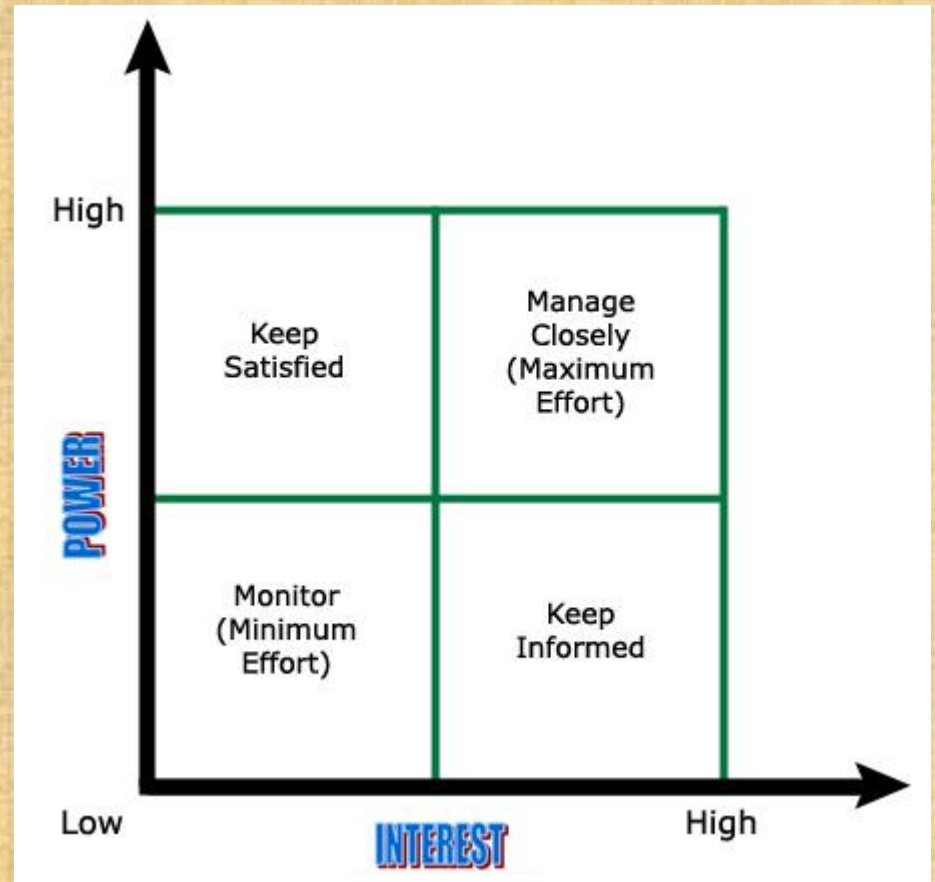 High
Keep
Satisfied
Manage
Closely
(Maximum
Effort)
POWER
Monitor
(Minimum
Effort)
Keep
Informed
Low
INTEREST
High